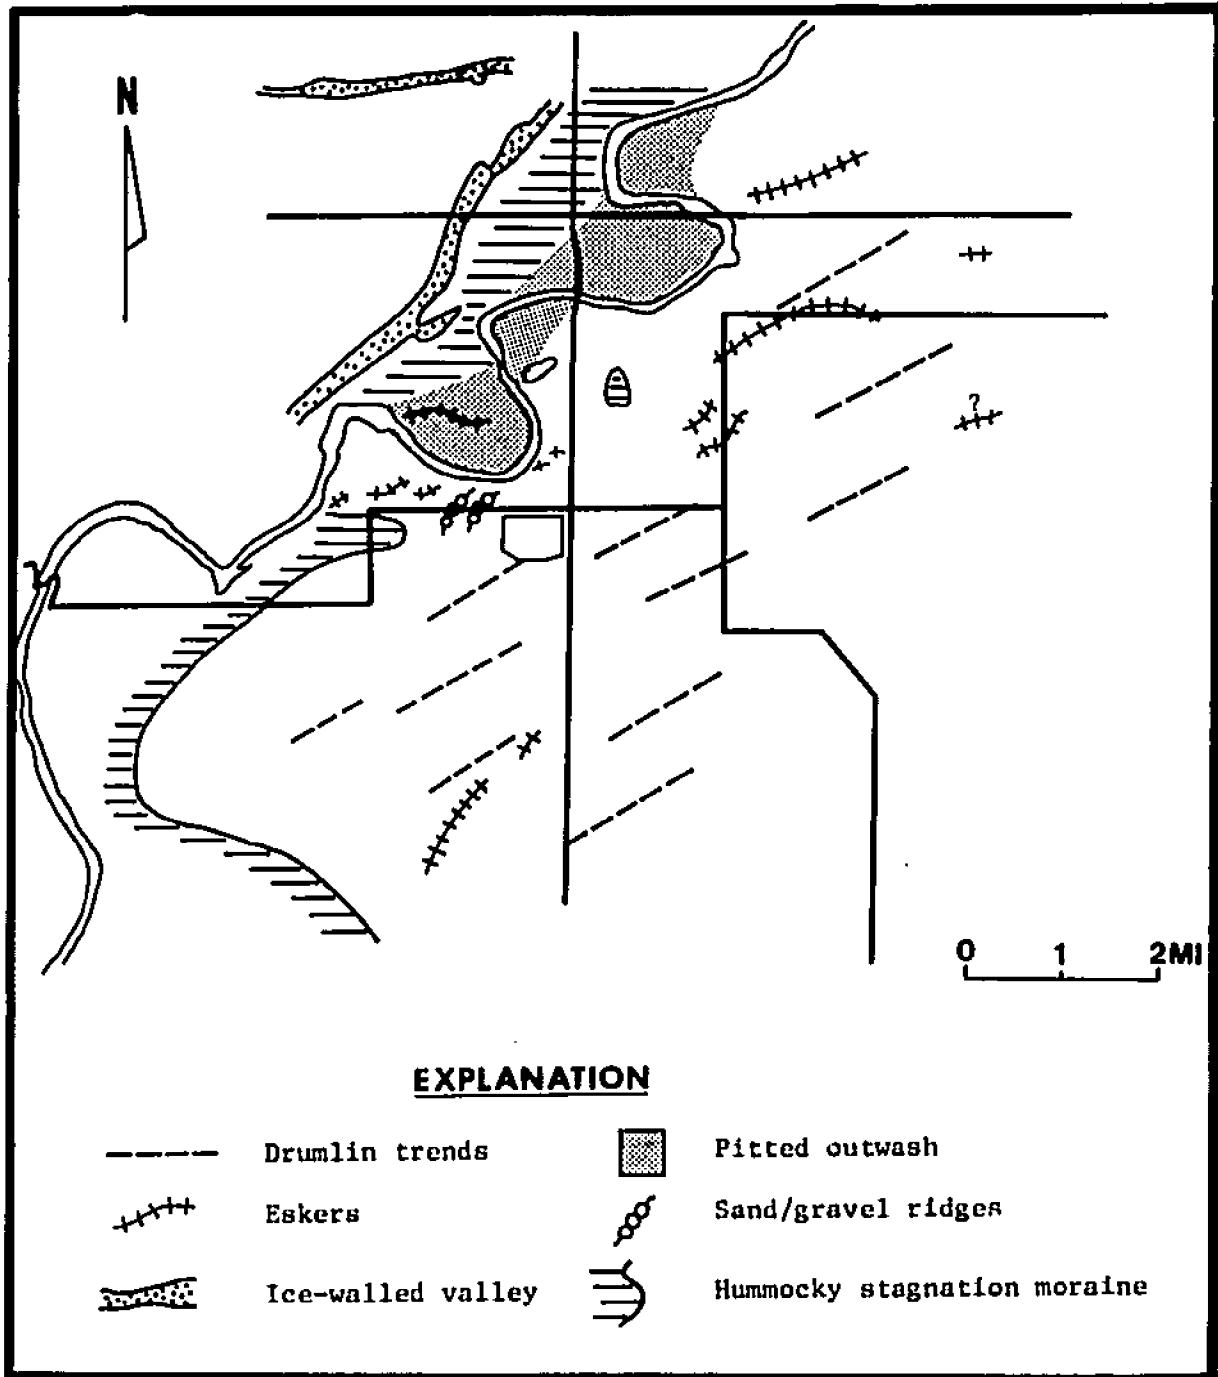 N
?
0 1 2MI
EXPLANATION
Drumlin trends
Pitted outwash
Eskers
Sand/gravel ridges
Ice-walled valley
Hummocky stagnation moraine